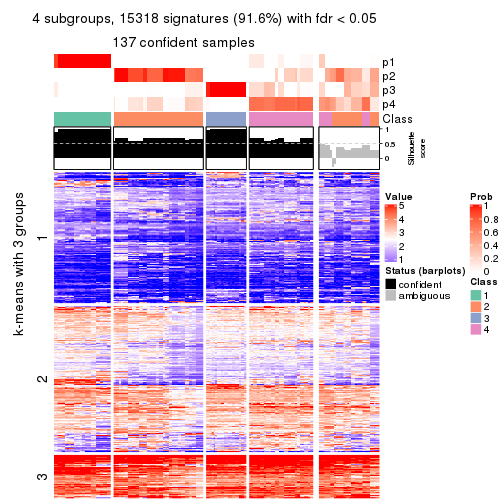 4 subgroups, 15318 signatures (91.6%) with fdr < 0.05
137 confident samples
p1
p2
p3
p4
Class
1
0.5
0
Silhouette
score
k-means with 3 groups
1
2
3
Value
5
4
3
2
1
Status (barplots)
confident
ambiguous
Prob
1
0.8
0.6
0.4
0.2
0
Class
1
2
3
4